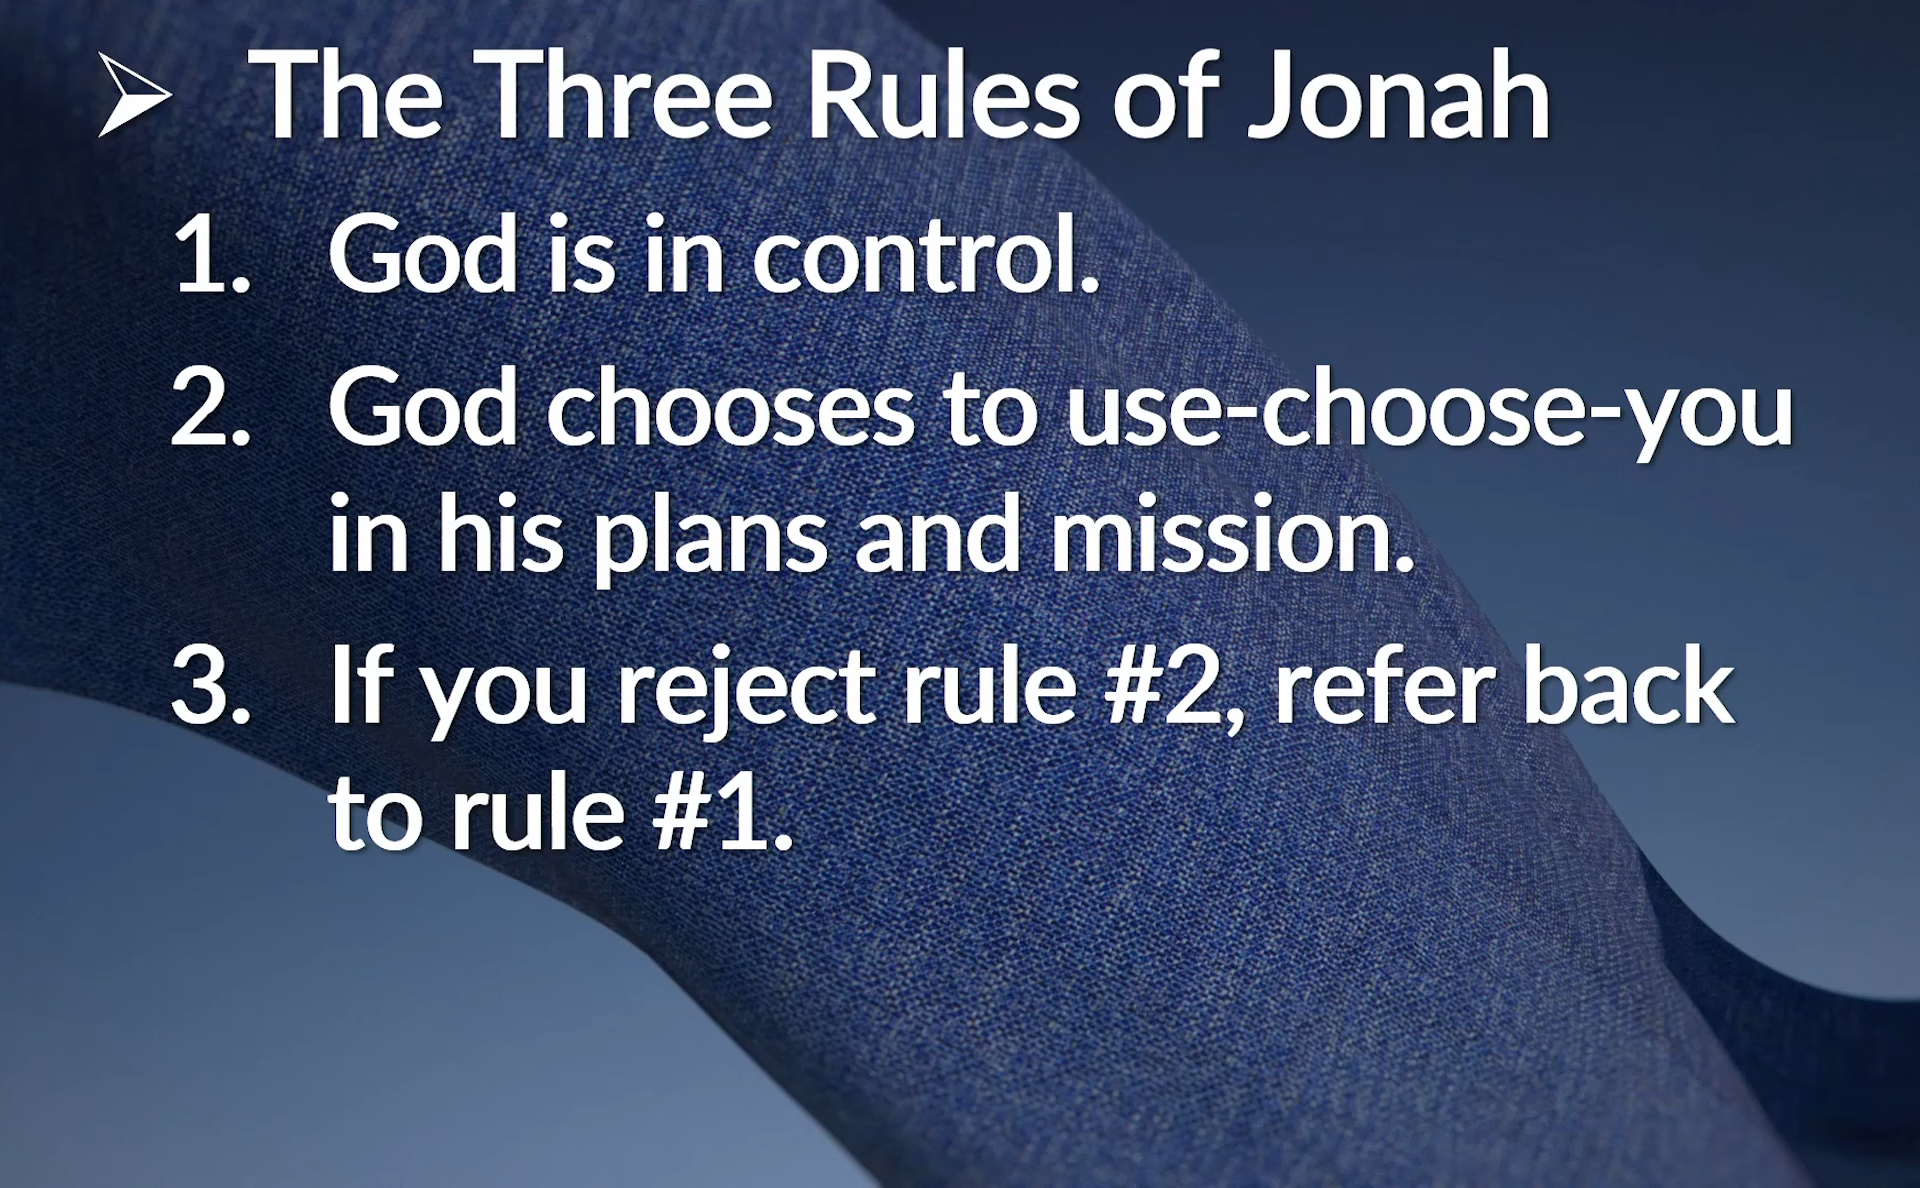 ➢ The Three Rules of Jonah
1. God is in control.
2. God chooses to use-choose-you
in his plans and mission.
3. If you reject rule #2, refer back
to rule #1.